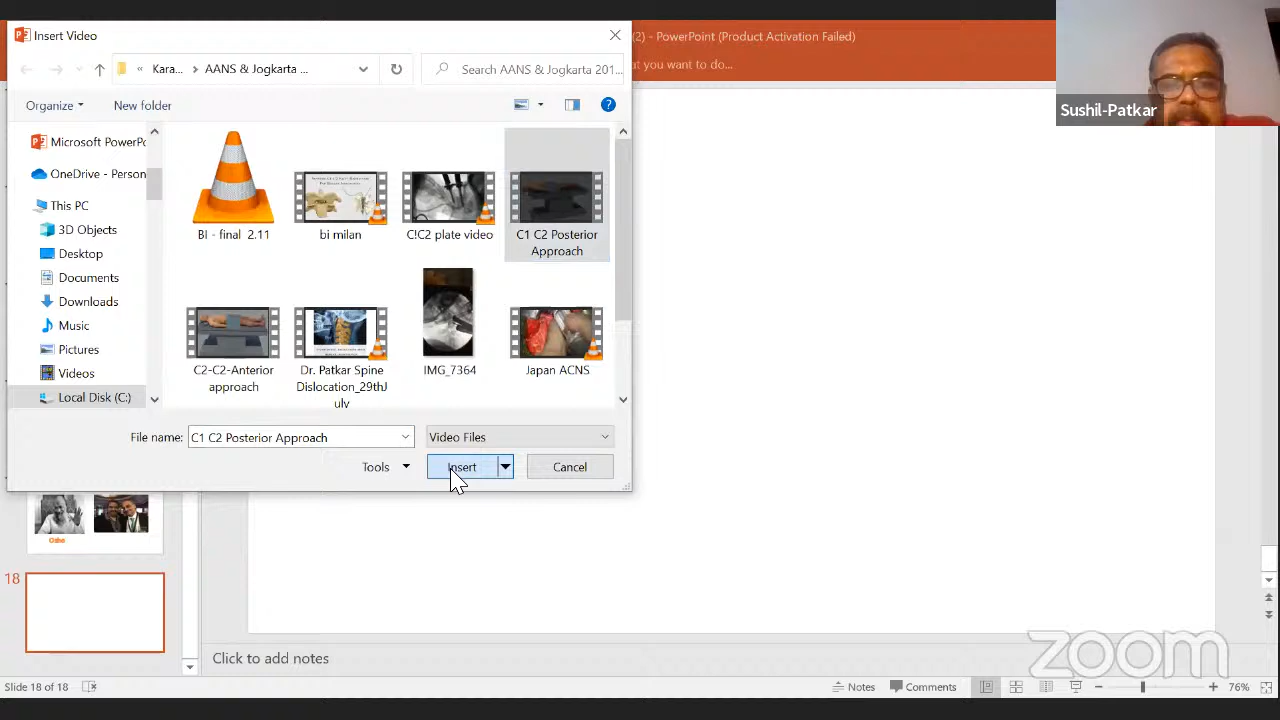 Insert Video
(2) - PowerPoint (Product Activation Failed)
at you want to do...
Sushil-Patkar
« Kara... > AANS & Jogkarta ...
Search AANS & Jogkarta 201...
Organize
New folder
Microsoft PowerPo
OneDrive - Person
This PC
3D Objects
Desktop
Documents
Downloads
Music
Pictures
Videos
Local Disk (C:)
BI - final 2.11
bi milan
C!C2 plate video
C1 C2 Posterior
Approach
C2-C2-Anterior
approach
Dr. Patkar Spine
Dislocation_29thJ
uly
IMG_7364
Japan ACNS
File name:
C1 C2 Posterior Approach
Video Files
Tools
Insert
Cancel
Osho
18
Click to add notes
zoom
Slide 18 of 18
Notes
Comments
76%